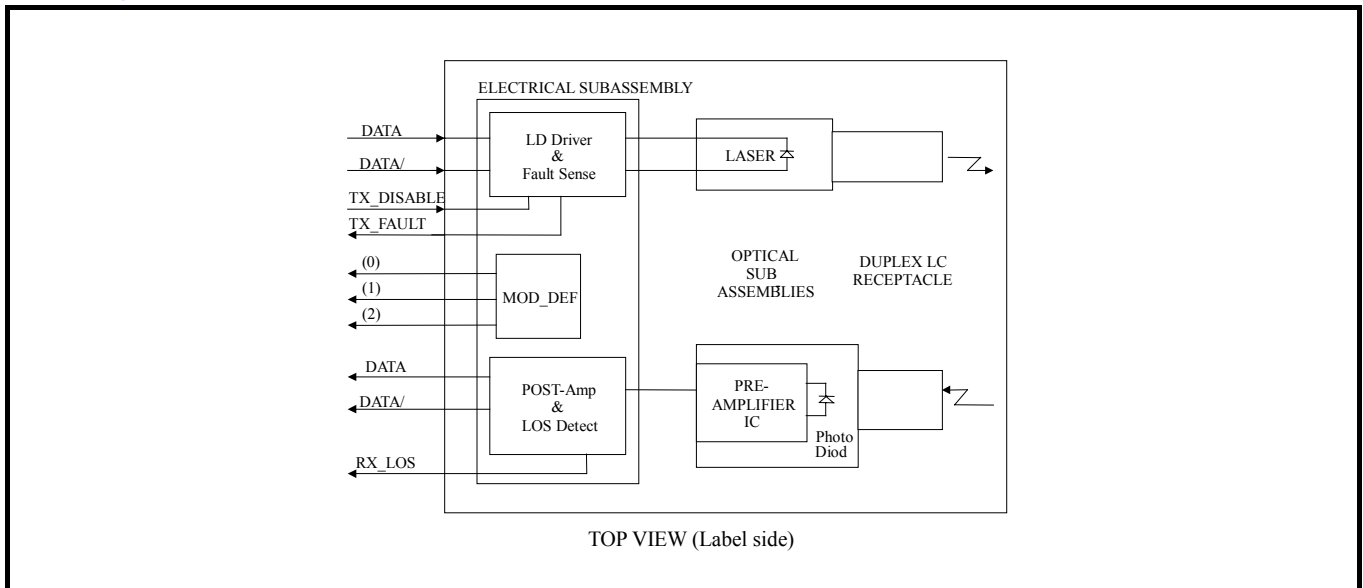 ELECTRICAL SUBASSEMBLY
DATA
DATA/
TX_DISABLE
TX_FAULT
LD Driver
&
Fault Sense
LASER
(0)
(1)
(2)
MOD_DEF
OPTICAL
SUB
ASSEMBLIES
DUPLEX LC
RECEPTACLE
DATA
DATA/
RX_LOS
POST-Amp
&
LOS Detect
PRE-
AMPLIFIER
IC
Photo
Diod
TOP VIEW (Label side)